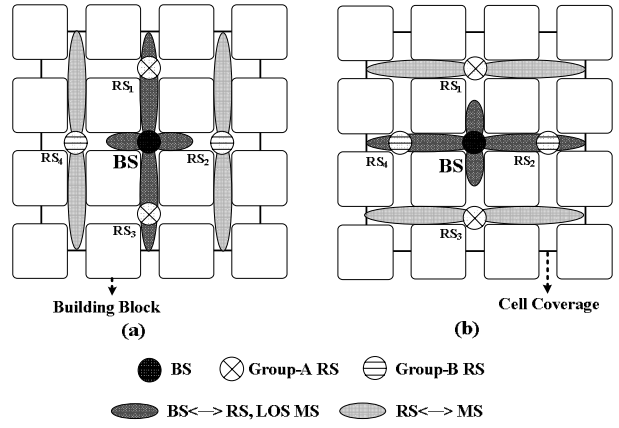 RS1
RS4
BS
RS2
RS3
RS1
RS4
BS
RS2
RS3
Building Block
Cell Coverage
(a)
(b)
BS
Group-A RS
Group-B RS
BS<—>RS, LOS MS
RS<—>MS